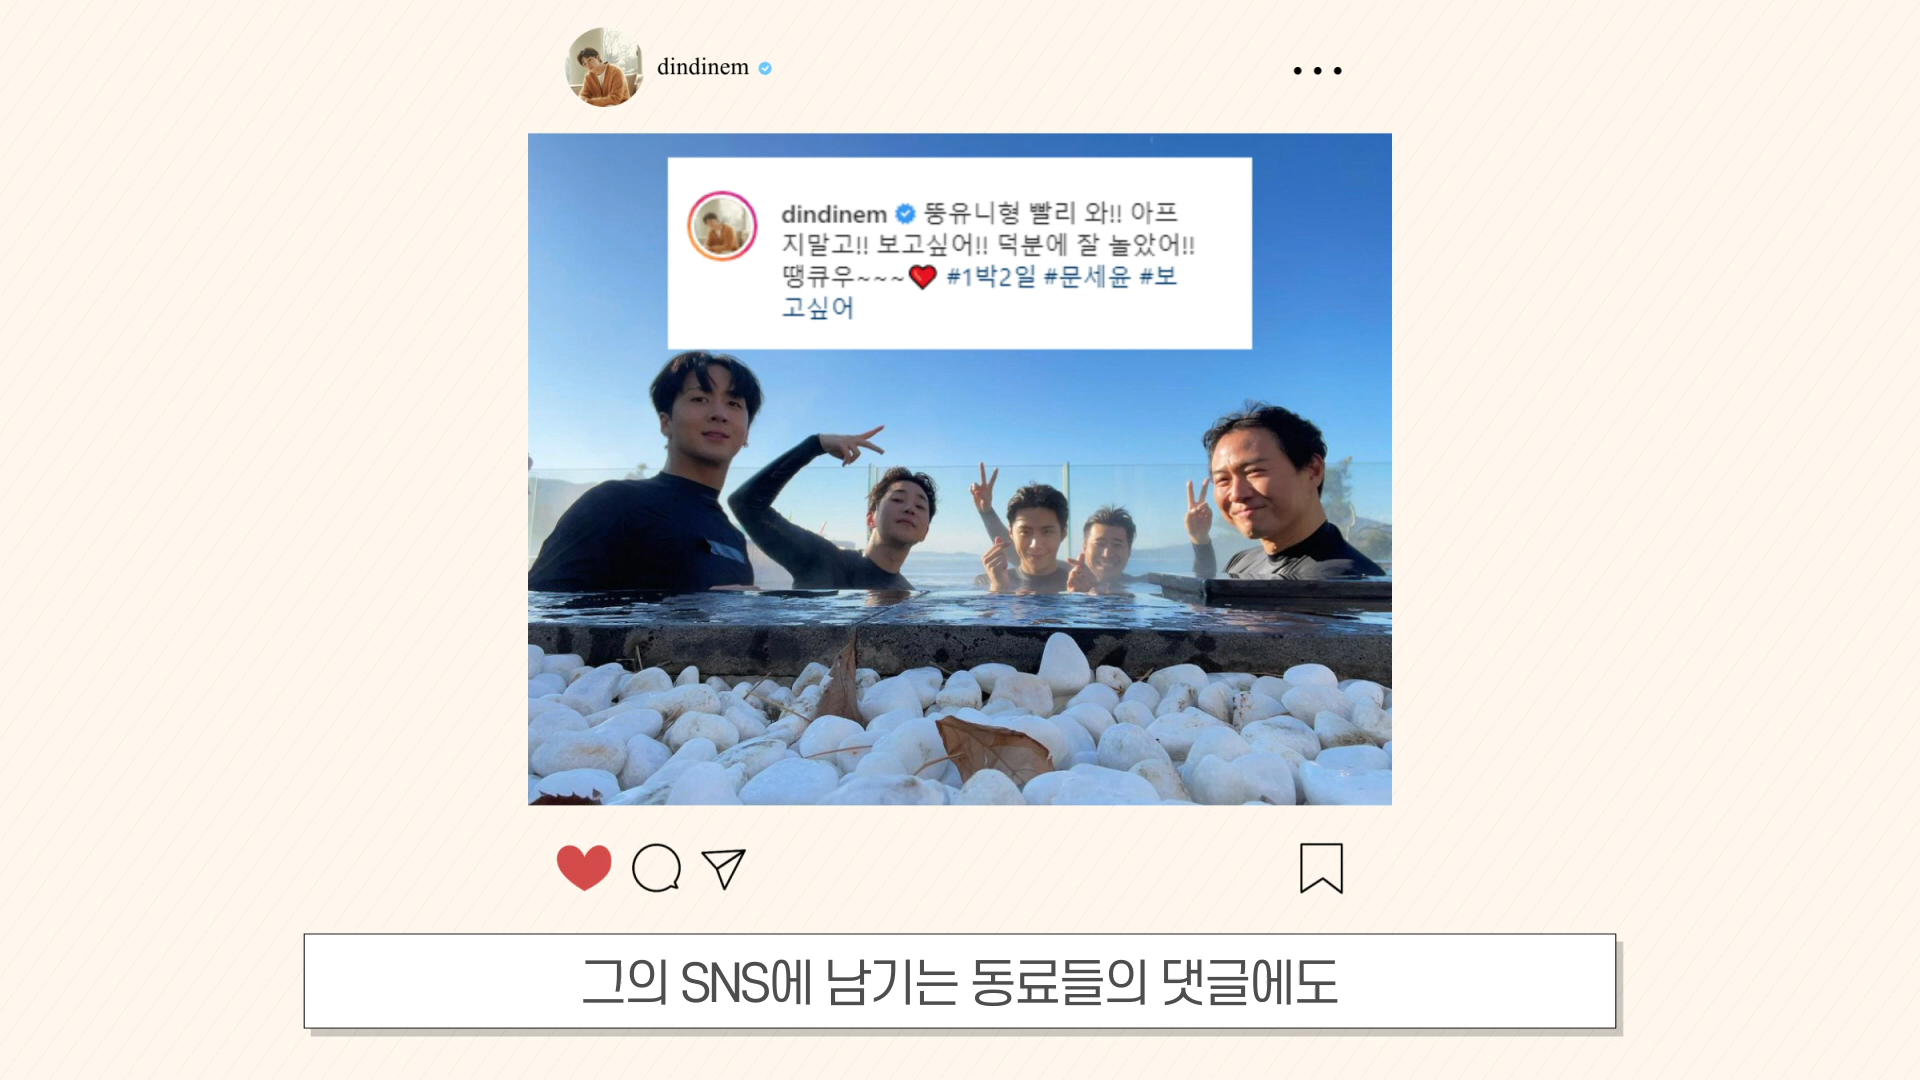 dindinem
dindinem 뚱유니형 빨리 와!! 아프
지말고!! 보고싶어!! 덕분에 잘 놀았어!!
땡큐우~~~❤️ #1박2일 #문세윤 #보
고싶어
그의 SNS에 남기는 동료들의 댓글에도